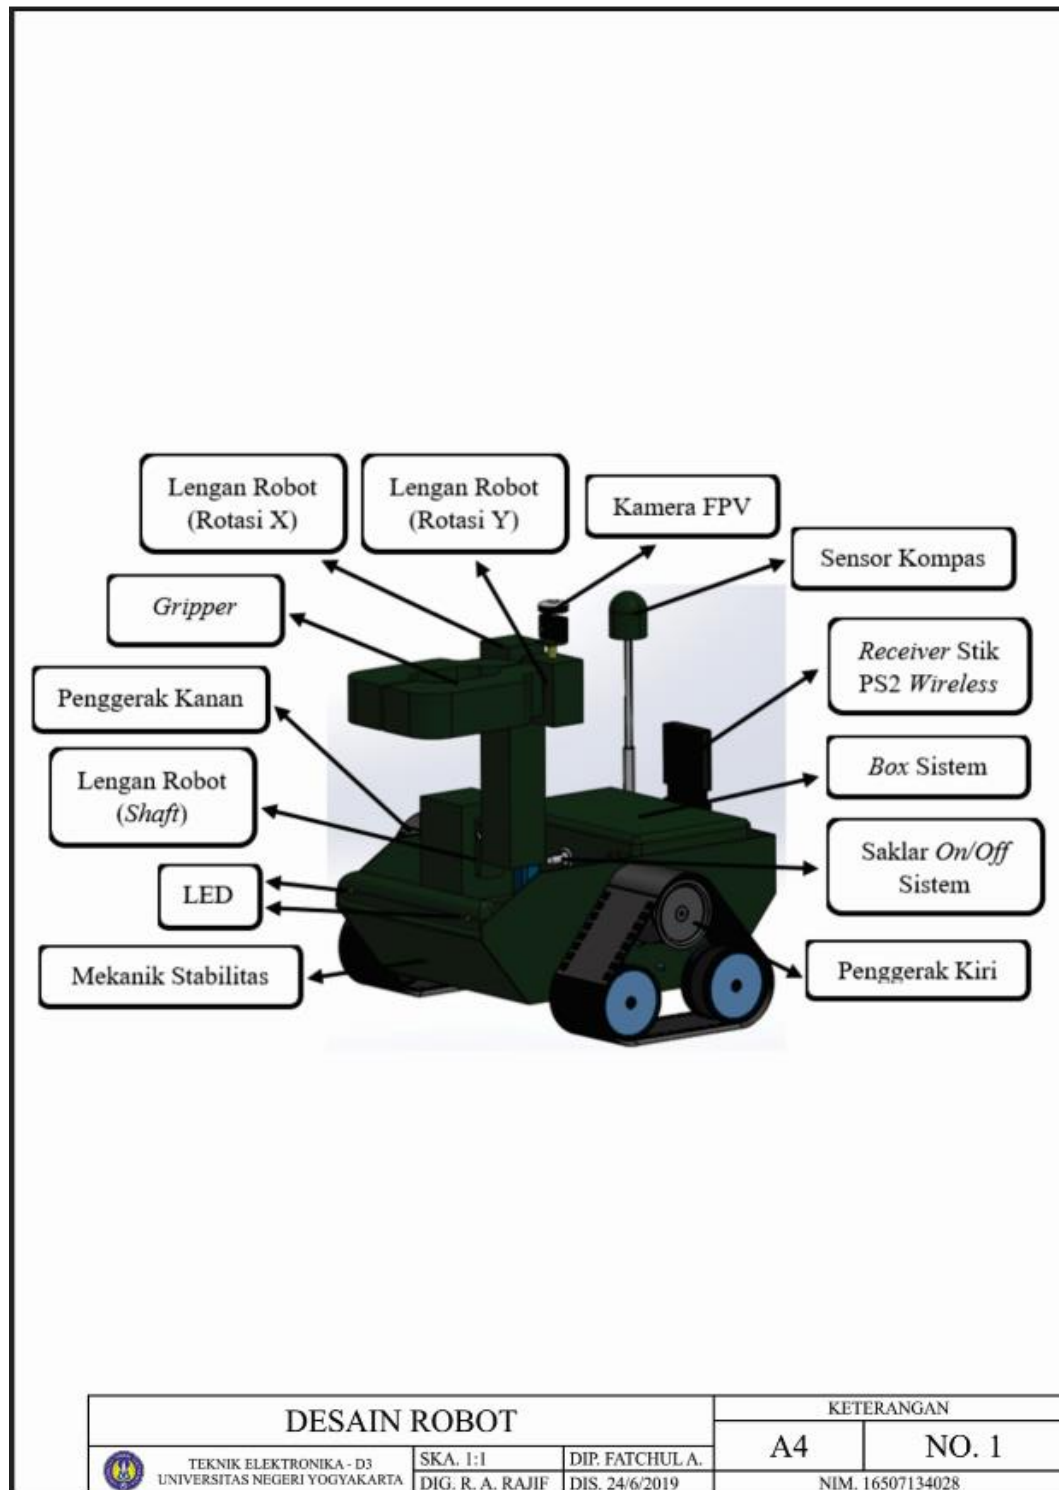 Lengan Robot
(Rotasi X)
Lengan Robot
(Rotasi Y)
Kamera FPV
Sensor Kompas
Gripper
Receiver Stik
PS2 Wireless
Penggerak Kanan
Box Sistem
Lengan Robot
(Shaft)
Saklar On/Off
Sistem
LED
Mekanik Stabilitas
Penggerak Kiri
DESAIN ROBOT
KETERANGAN
A4
NO. 1
TEKNIK ELEKTRONIKA - D3
UNIVERSITAS NEGERI YOGYAKARTA
SKA. 1:1
DIP. FATCHUL A.
DIG. R. A. RAJIF
DIS. 24/6/2019
NIM. 16507134028